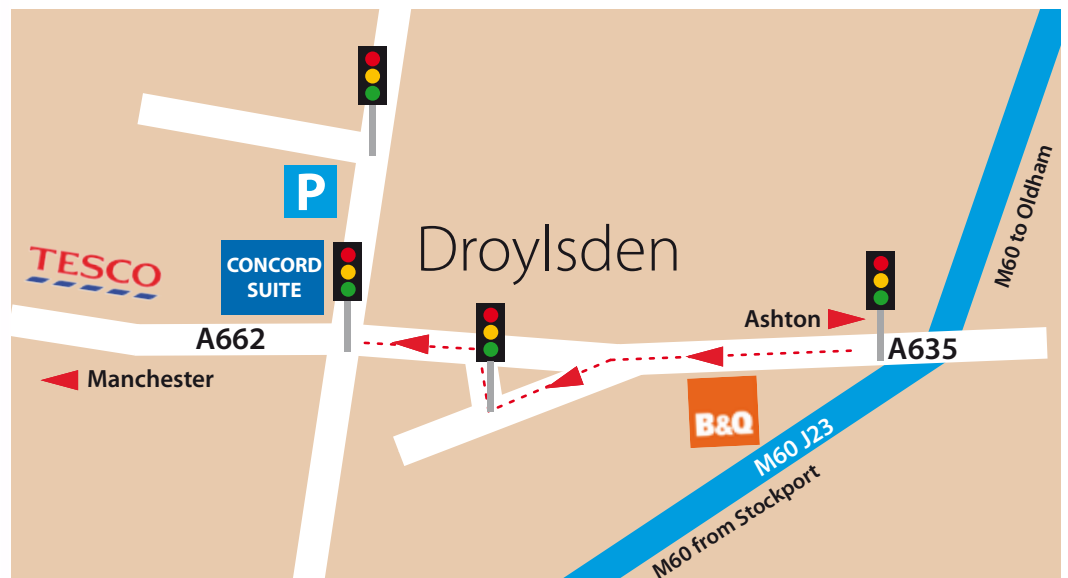 P
TESCO
CONCORD
SUITE
Droylsden
M60 to Oldham
Ashton
A662
A635
Manchester
B&Q
M60 J23
M60 from Stockport